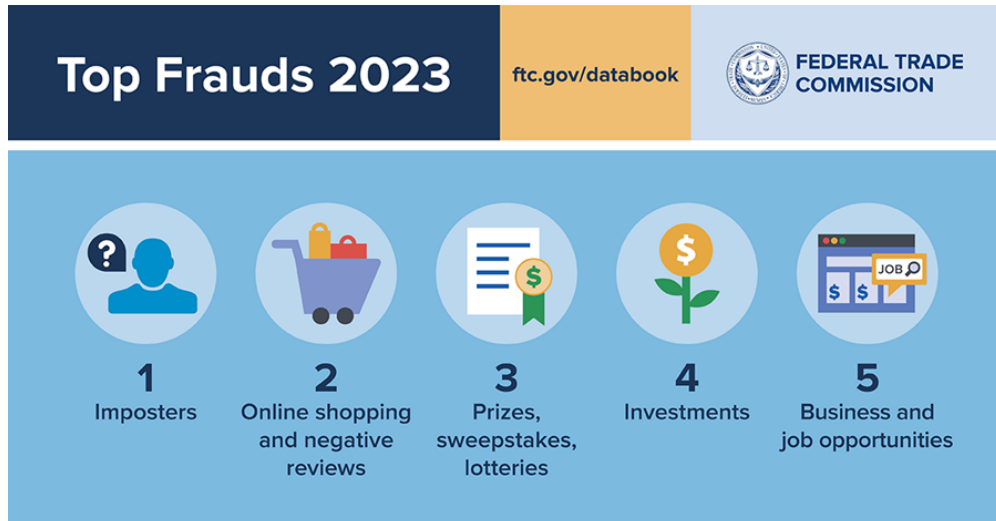 Top Frauds 2023
ftc.gov/databook
FEDERAL TRADE
COMMISSION
?
$
$
JOB
$ $
1
Imposters
2
Online shopping
and negative
reviews
3
Prizes,
sweepstakes,
lotteries
4
Investments
5
Business and
job opportunities